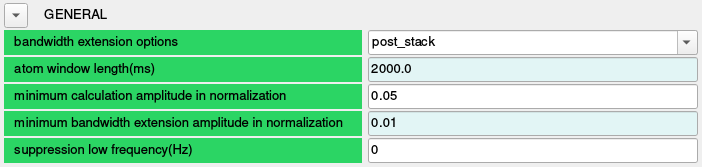 GENERAL
bandwidth extension options post_stack
atom window length(ms) 2000.0
minimum calculation amplitude in normalization 0.05
minimum bandwidth extension amplitude in normalization 0.01
suppression low frequency(Hz) 0